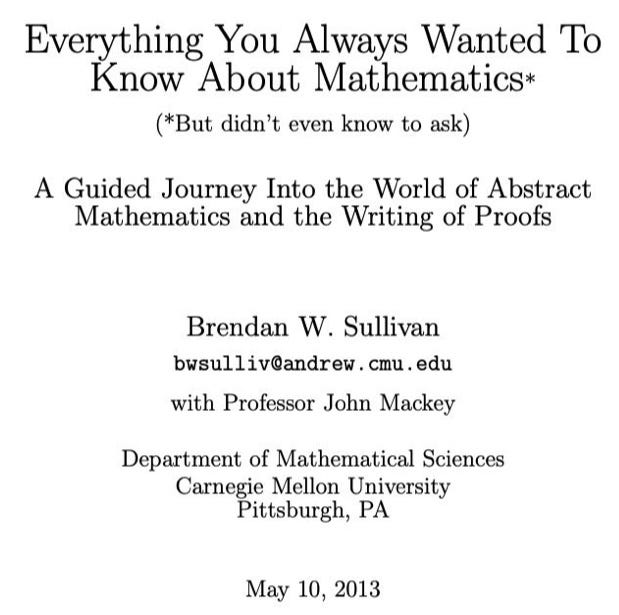 Everything You Always Wanted To
Know About Mathematics*
(*But didn't even know to ask)
A Guided Journey Into the World of Abstract
Mathematics and the Writing of Proofs
Brendan W. Sullivan
bwsulliv@andrew.cmu.edu
with Professor John Mackey
Department of Mathematical Sciences
Carnegie Mellon University
Pittsburgh, PA
May 10, 2013